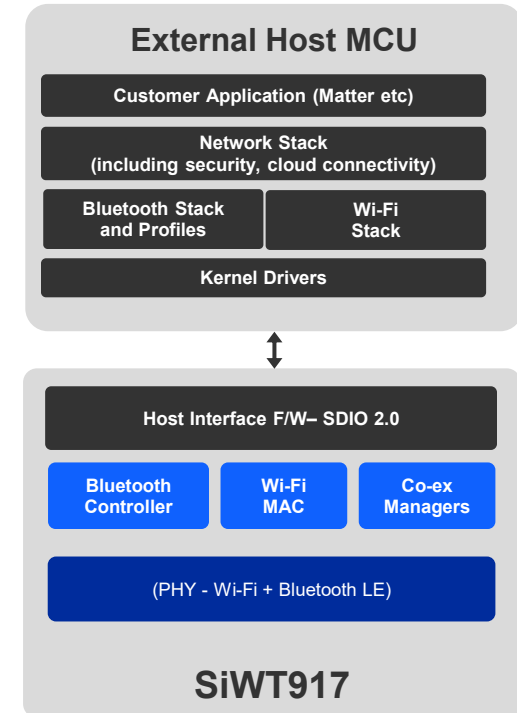 External Host MCU
Customer Application (Matter etc)
Network Stack
(including security, cloud connectivity)
Bluetooth Stack
and Profiles
Wi-Fi
Stack
Kernel Drivers
Host Interface F/W– SDIO 2.0
Bluetooth
Controller
Wi-Fi
MAC
Co-ex
Managers
(PHY - Wi-Fi + Bluetooth LE)
SiWT917